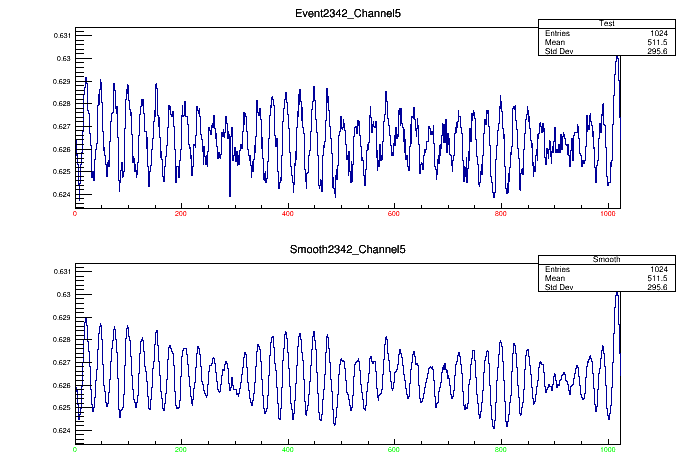 Event2342_Channel5
Test
Entries 1024
Mean 511.5
Std Dev 295.6
0.631
0.63
0.629
0.628
0.627
0.626
0.625
0.624
0 200 400 600 800 1000
Smooth2342_Channel5
Smooth
Entries 1024
Mean 511.5
Std Dev 295.6
0.631
0.63
0.629
0.628
0.627
0.626
0.625
0.624
0 200 400 600 800 1000